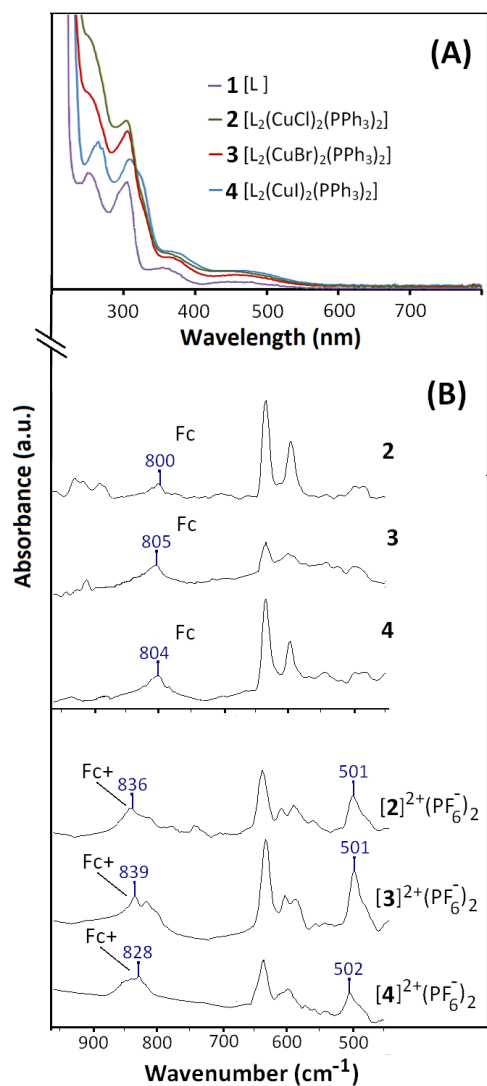 (A)
1 [L ]
2 [L₂(CuCl)₂(PPh₃)₂]
3 [L₂(CuBr)₂(PPh₃)₂]
4 [L₂(CuI)₂(PPh₃)₂]
300 400 500 600 700
Wavelength (nm)
Absorbance (a.u.)
(B)
Fc
800
2
Fc
805
3
Fc
804
4
Fc+
836
501
[2]²⁺(PF₆⁻)₂
Fc+
839
501
[3]²⁺(PF₆⁻)₂
Fc+
828
502
[4]²⁺(PF₆⁻)₂
900 800 700 600 500
Wavenumber (cm⁻¹)